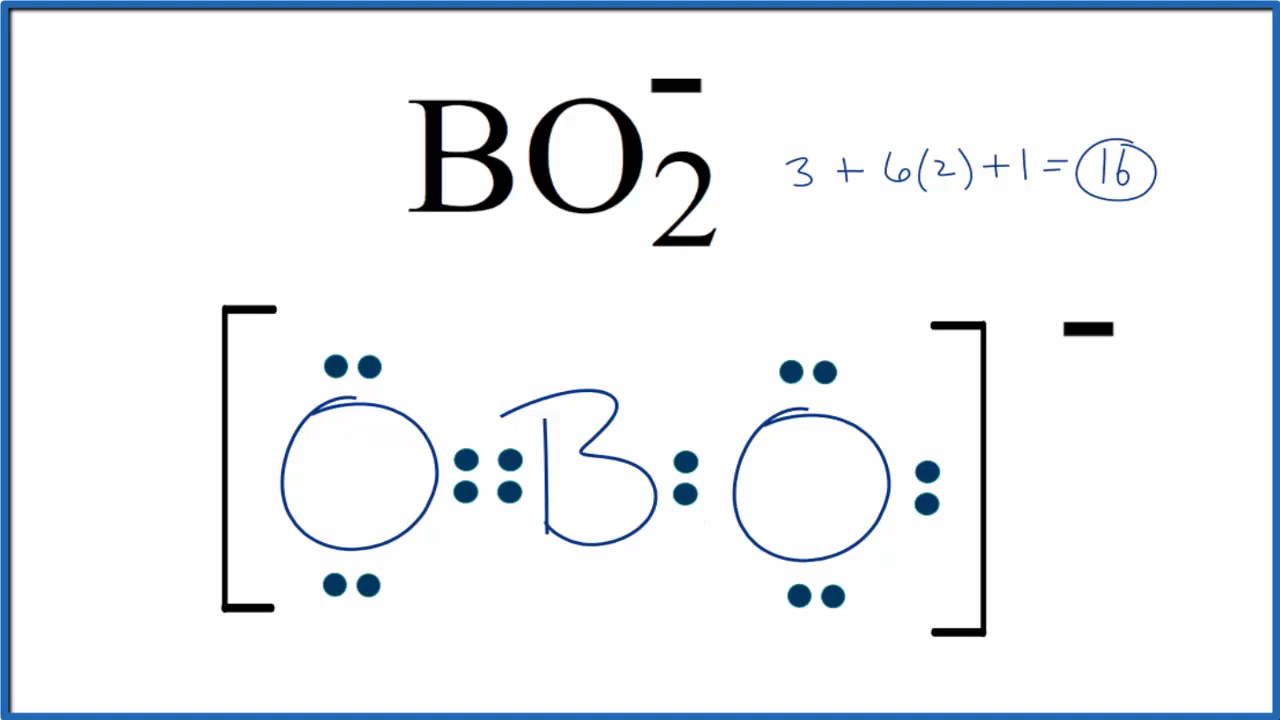 BO₂⁻
3 + 6(2) + 1 = 16
[O B O]⁻